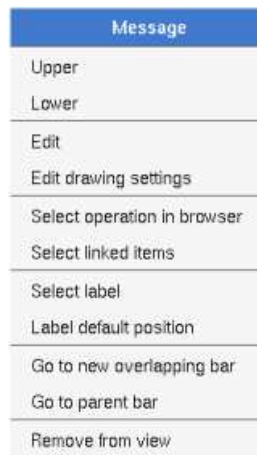 Message
Upper
Lower
Edit
Edit drawing settings
Select operation in browser
Select linked items
Select label
Label default position
Go to new overlapping bar
Go to parent bar
Remove from view